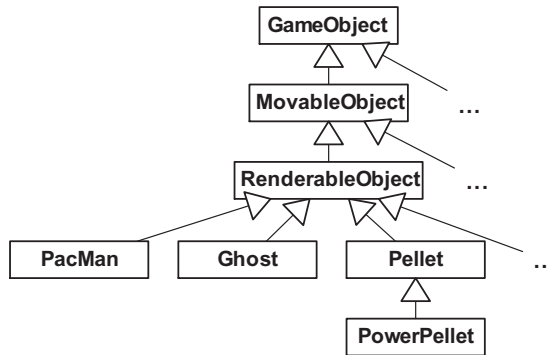 GameObject
MovableObject
...
RenderableObject
...
PacMan
Ghost
Pellet
..
PowerPellet